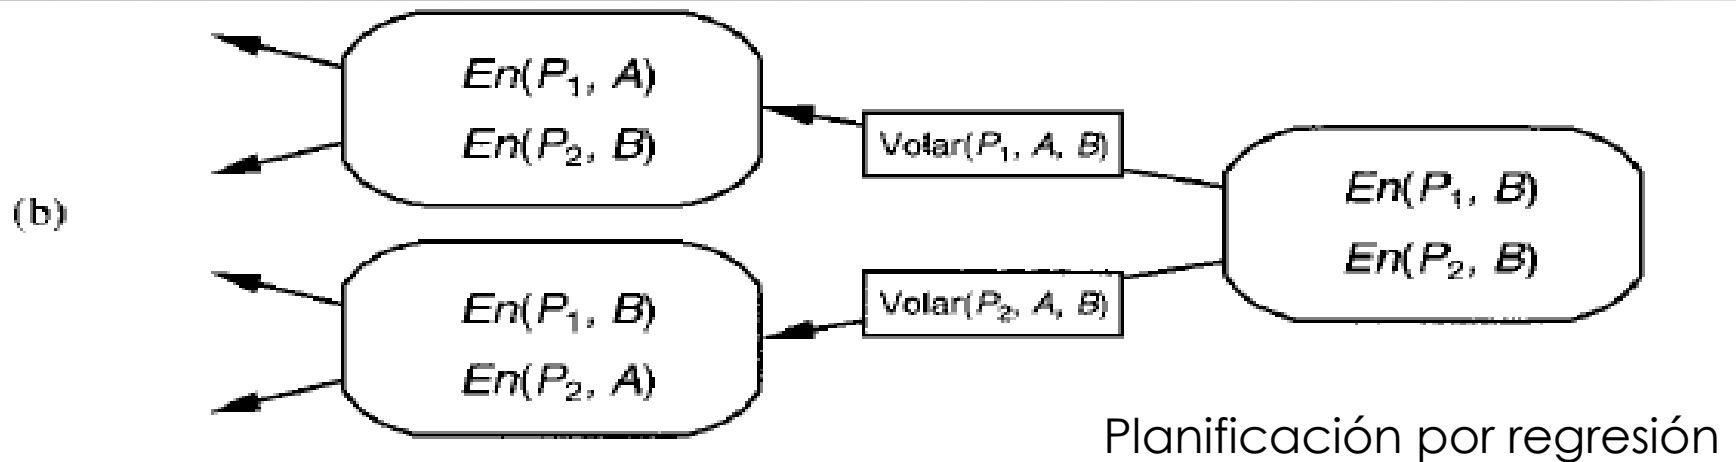 (b)
En(P₁, A)
En(P₂, B)
En(P₁, B)
En(P₂, A)
Volar(P₁, A, B)
Volar(P₂, A, B)
En(P₁, B)
En(P₂, B)
Planificación por regresión